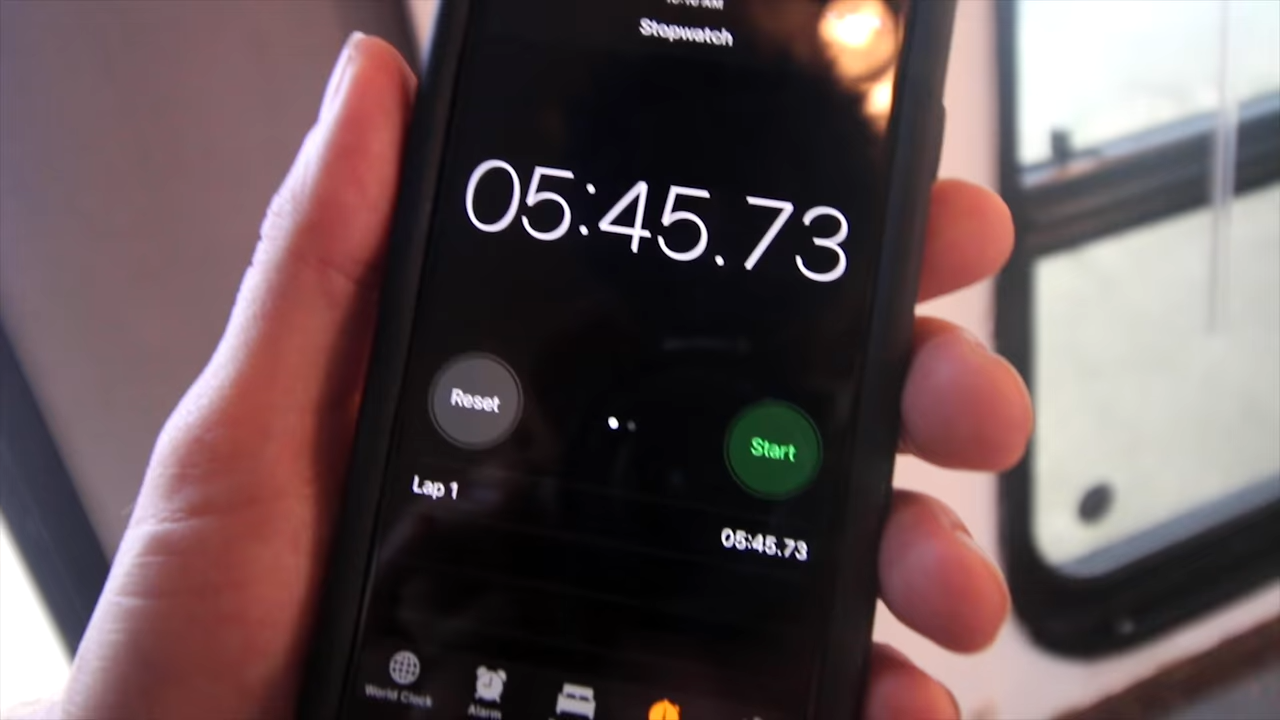 Stopwatch
05:45.73
Reset
Start
Lap 1
05:45.73
World Clock
Alarm